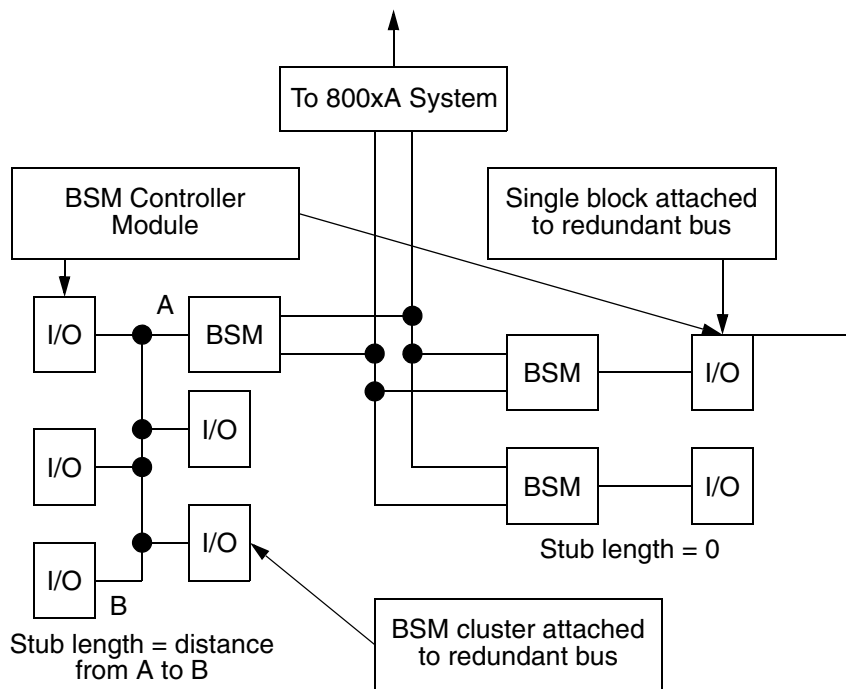 To 800xA System
BSM Controller
Module
Single block attached
to redundant bus
A
I/O
BSM
BSM
I/O
I/O
I/O
BSM
I/O
I/O
I/O
B
Stub length = 0
Stub length = distance
from A to B
BSM cluster attached
to redundant bus